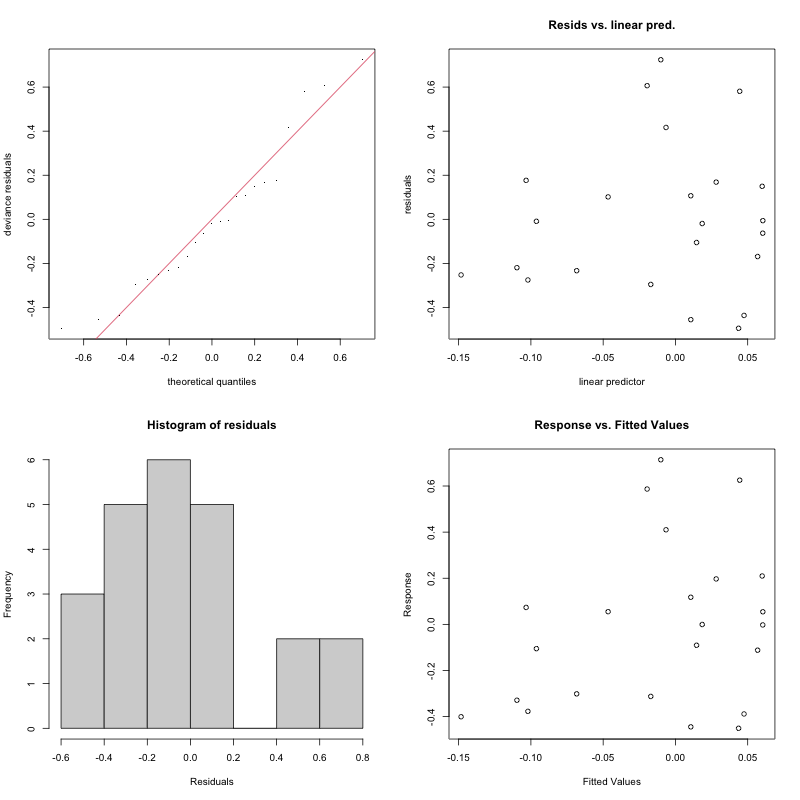 deviance residuals
0.6
0.4
0.2
0.0
-0.2
-0.4
-0.6 -0.4 -0.2 0.0 0.2 0.4 0.6
theoretical quantiles
Resids vs. linear pred.
residuals
0.6
0.4
0.2
0.0
-0.2
-0.4
-0.15 -0.10 -0.05 0.00 0.05
linear predictor
Histogram of residuals
Frequency
6
5
4
3
2
1
0
-0.6 -0.4 -0.2 0.0 0.2 0.4 0.6 0.8
Residuals
Response vs. Fitted Values
Response
0.6
0.4
0.2
0.0
-0.2
-0.4
-0.15 -0.10 -0.05 0.00 0.05
Fitted Values